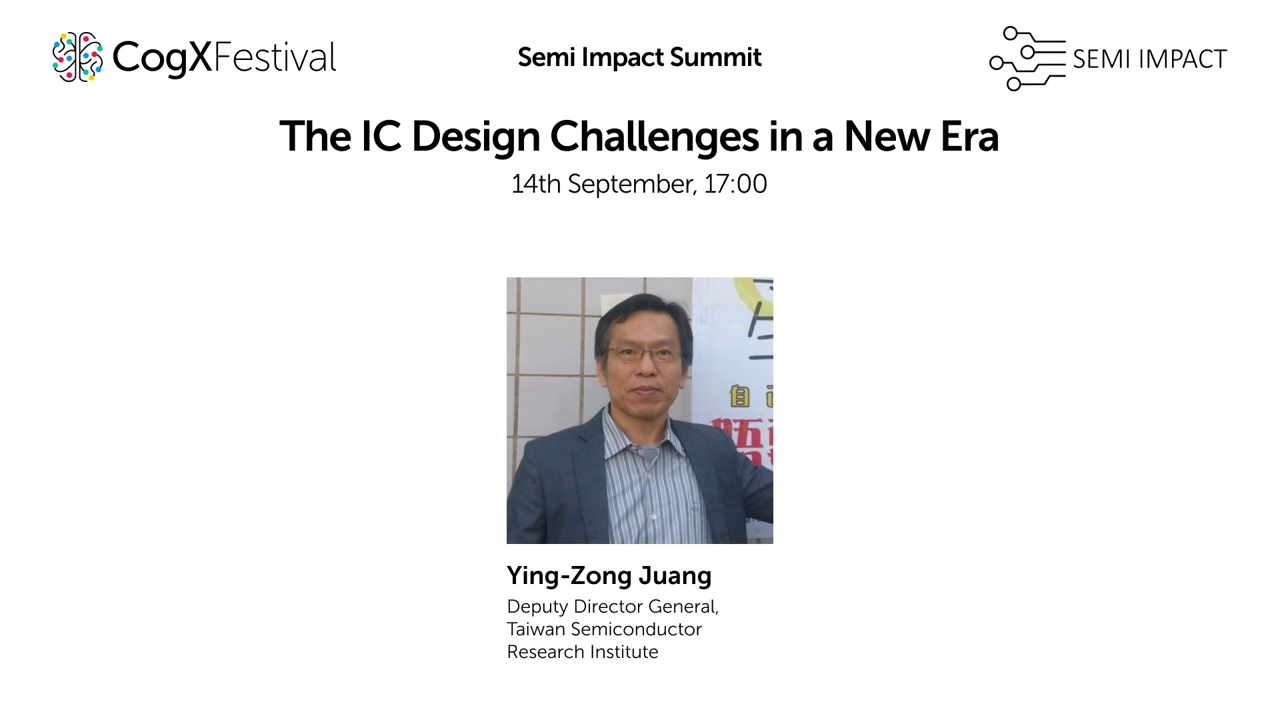 CogXFestival
Semi Impact Summit
SEMI IMPACT
The IC Design Challenges in a New Era
14th September, 17:00
自
Ying-Zong Juang
Deputy Director General,
Taiwan Semiconductor
Research Institute